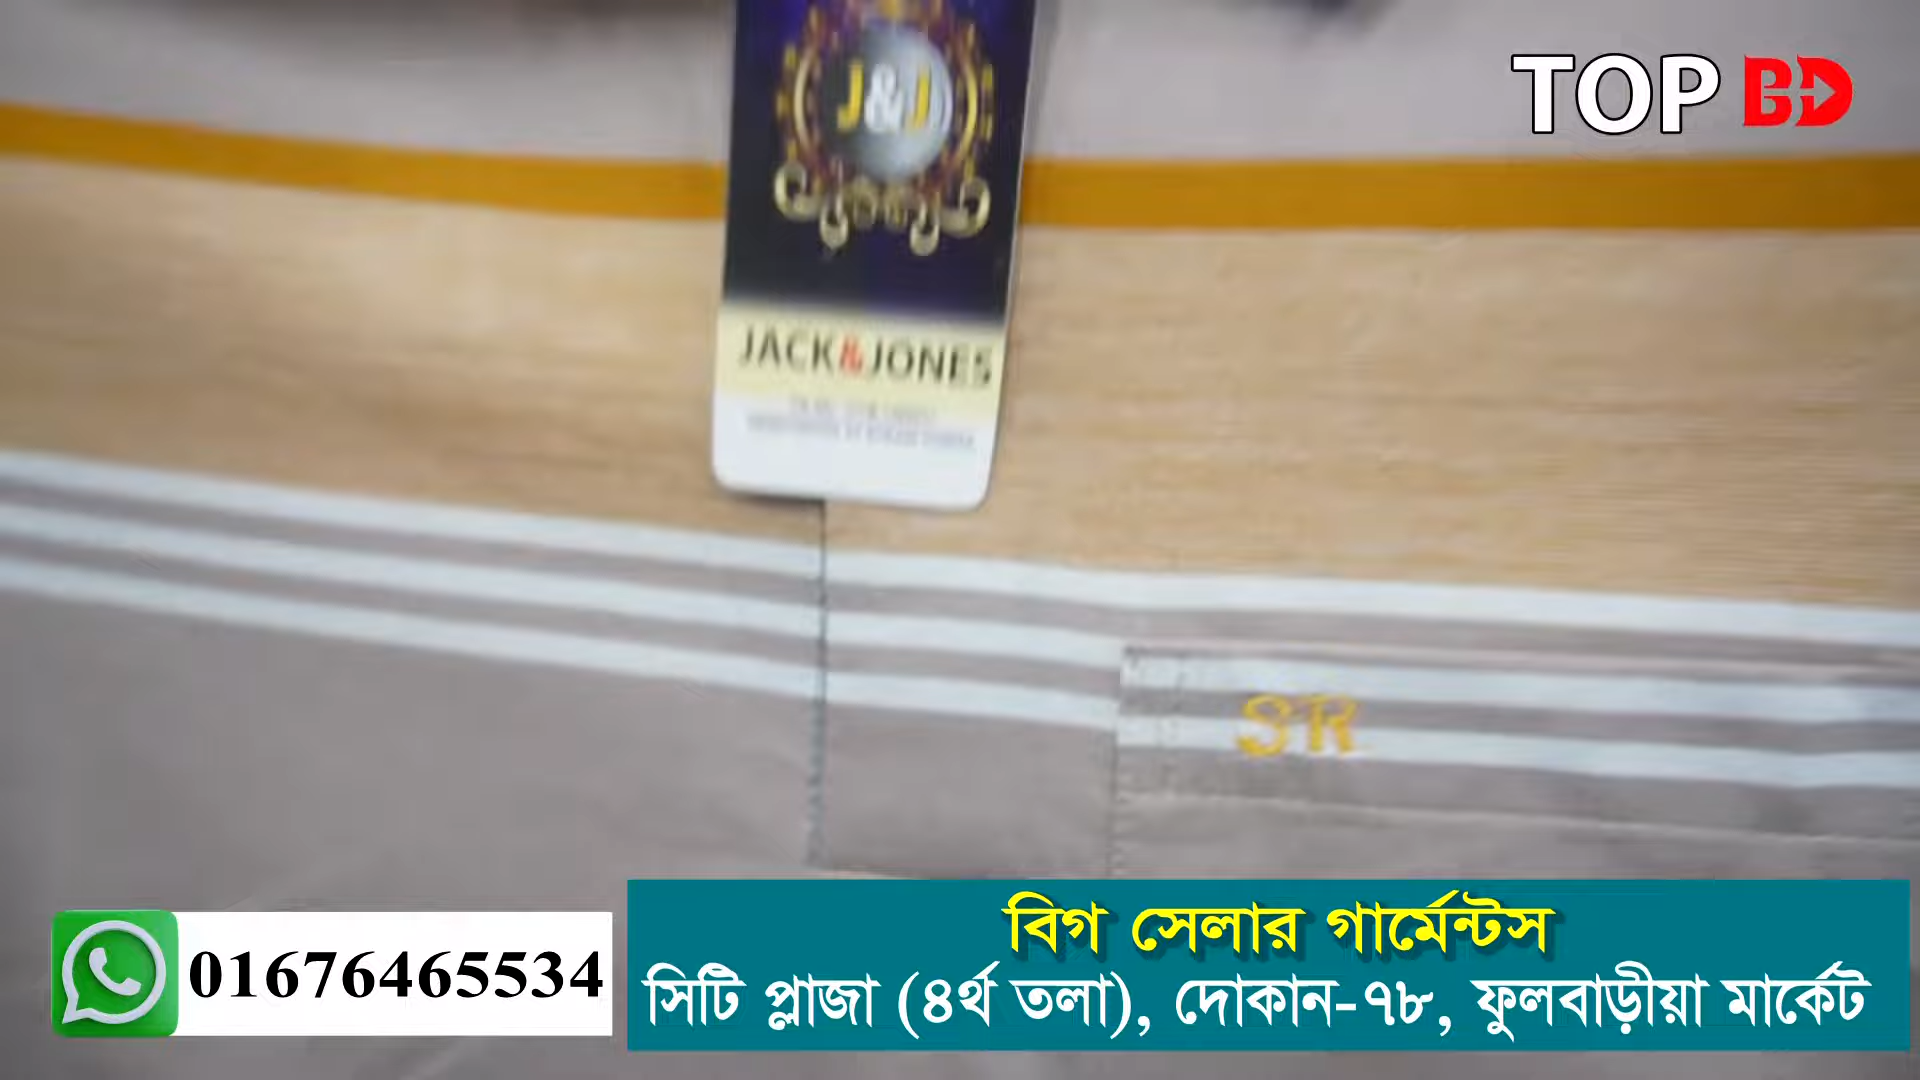 TOP BD
J&J
JACK&JONES
SR
01676465534
বিগ সেলার গার্মেন্টস
সিটি প্লাজা (৪র্থ তলা), দোকান-৭৮, ফুলবাড়ীয়া মার্কেট